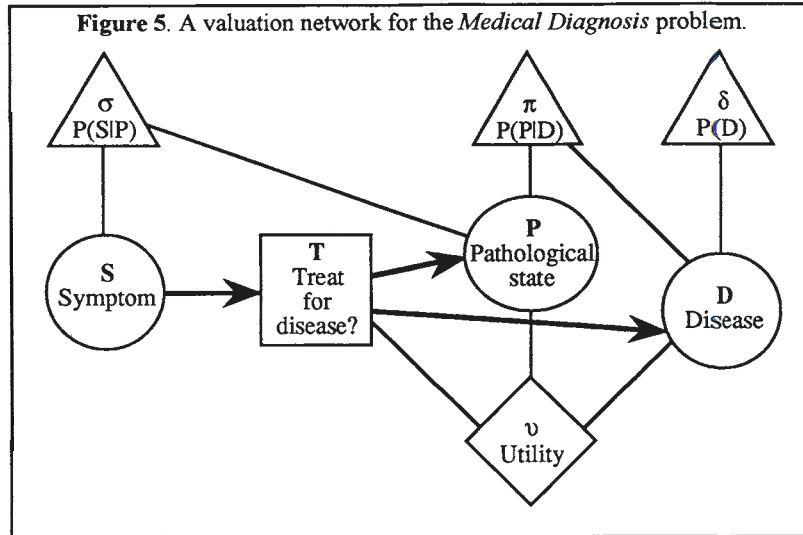 Figure 5. A valuation network for the Medical Diagnosis problem.
σ
P(S|P)
π
P(P|D)
δ
P(D)
S
Symptom
T
Treat
for
disease?
P
Pathological
state
D
Disease
υ
Utility